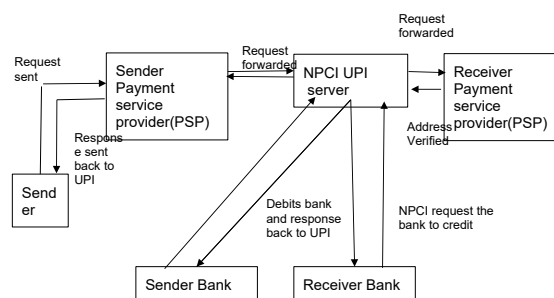 Request
sent
Sender
Payment
service
provider(PSP)
Request
forwarded
NPCI UPI
server
Request
forwarded
Receiver
Payment
service
provider(PSP)
Address
Verified
Respons
e sent
back to
UPI
Send
er
Debits bank
and response
back to UPI
NPCI request the
bank to credit
Sender Bank
Receiver Bank